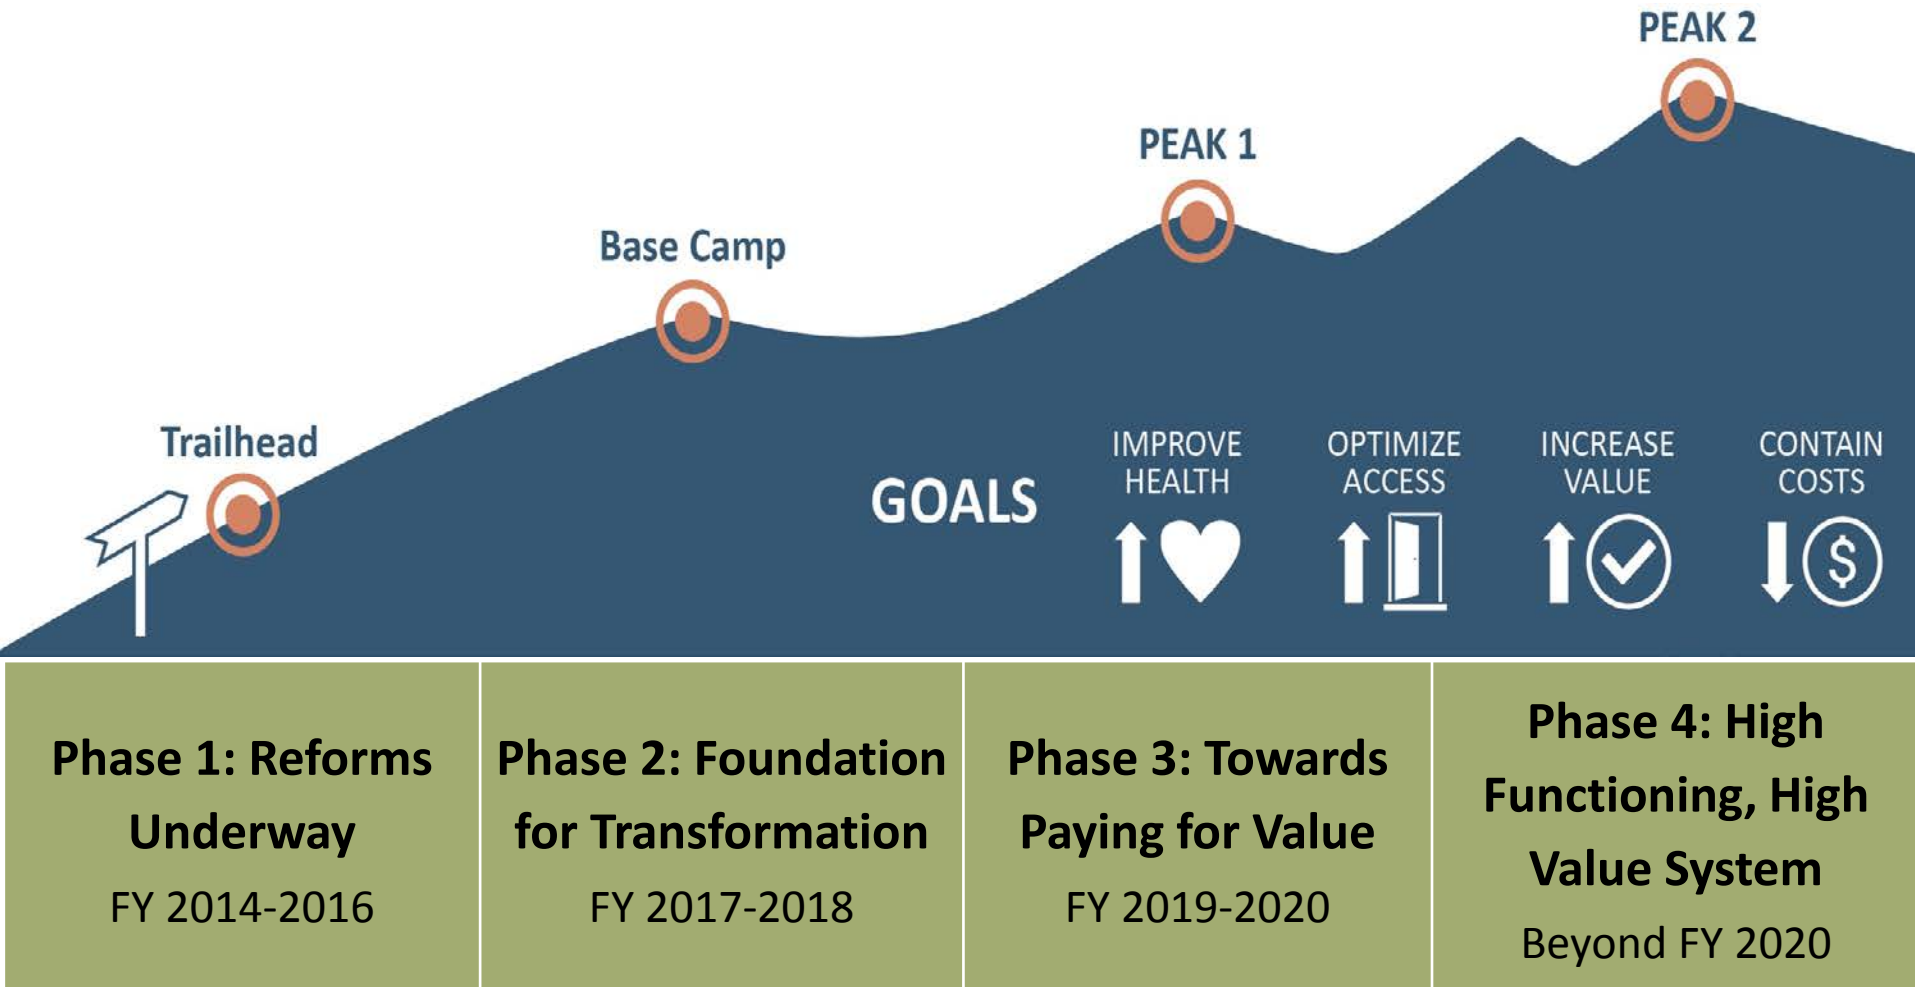 PEAK 2
PEAK 1
Base Camp
Trailhead
GOALS
IMPROVE
HEALTH
OPTIMIZE
ACCESS
INCREASE
VALUE
CONTAIN
COSTS
$
Phase 1: Reforms
Underway
FY 2014-2016
Phase 2: Foundation
for Transformation
FY 2017-2018
Phase 3: Towards
Paying for Value
FY 2019-2020
Phase 4: High
Functioning, High
Value System
Beyond FY 2020